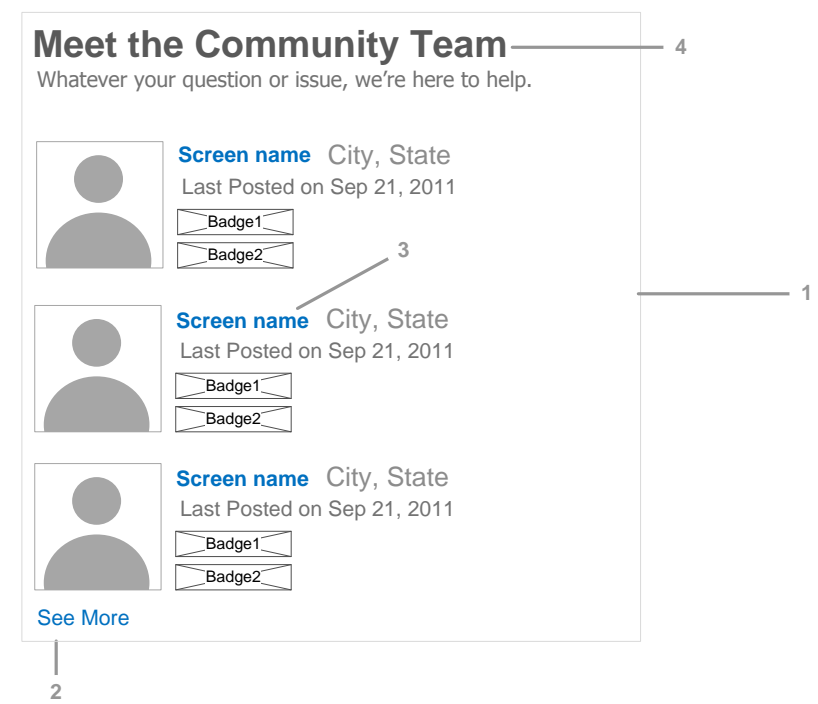 Meet the Community Team
4
Whatever your question or issue, we’re here to help.
Screen name City, State
Last Posted on Sep 21, 2011
Badge1
Badge2
3
1
Screen name City, State
Last Posted on Sep 21, 2011
Badge1
Badge2
Screen name City, State
Last Posted on Sep 21, 2011
Badge1
Badge2
See More
2